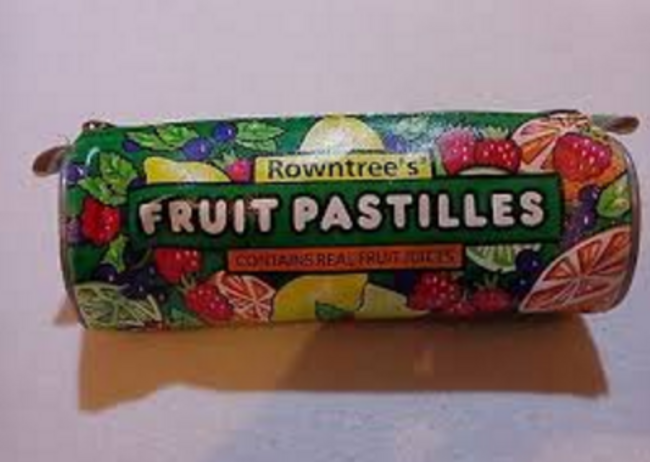 Rowntree's
FRUIT PASTILLES
CONTAINS REAL FRUIT JUICES